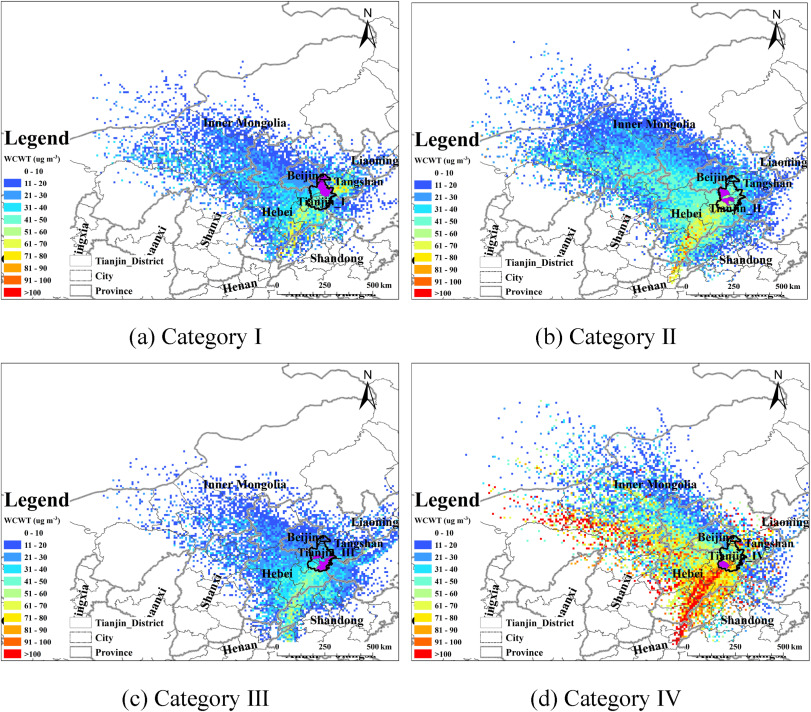 N
Inner Mongolia
Legend
WCWT (ug m⁻³)
0 - 10
11 - 20
21 - 30
31 - 40
41 - 50
51 - 60
61 - 70
71 - 80
81 - 90
91 - 100
>100
Liaoning
Beijing
Tangshan
Tianjin_I
Hebei
Shanxi
Shandong
Henan
Tianjin_District
City
Province
0 250 500 km
(a) Category I
N
Inner Mongolia
Legend
WCWT (ug m⁻³)
0 - 10
11 - 20
21 - 30
31 - 40
41 - 50
51 - 60
61 - 70
71 - 80
81 - 90
91 - 100
>100
Liaoning
Beijing
Tangshan
Tianjin_II
Hebei
Shanxi
Shandong
Henan
Tianjin_District
City
Province
0 250 500 km
(b) Category II
N
Inner Mongolia
Legend
WCWT (ug m⁻³)
0 - 10
11 - 20
21 - 30
31 - 40
41 - 50
51 - 60
61 - 70
71 - 80
81 - 90
91 - 100
>100
Liaoning
Beijing
Tangshan
Tianjin_III
Hebei
Shanxi
Shandong
Henan
Tianjin_District
City
Province
0 250 500 km
(c) Category III
N
Inner Mongolia
Legend
WCWT (ug m⁻³)
0 - 10
11 - 20
21 - 30
31 - 40
41 - 50
51 - 60
61 - 70
71 - 80
81 - 90
91 - 100
>100
Liaoning
Beijing
Tangshan
Tianjin_IV
Hebei
Shanxi
Shandong
Henan
Tianjin_District
City
Province
0 250 500 km
(d) Category IV